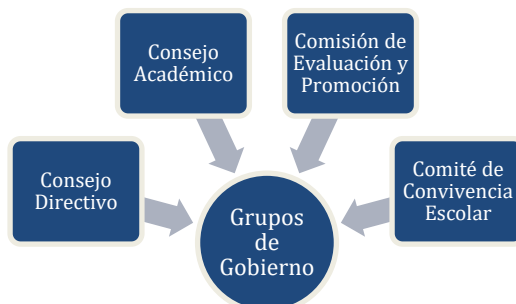 Consejo
Académico
Comisión de
Evaluación y
Promoción
Consejo
Directivo
Comité de
Convivencia
Escolar
Grupos
de
Gobierno